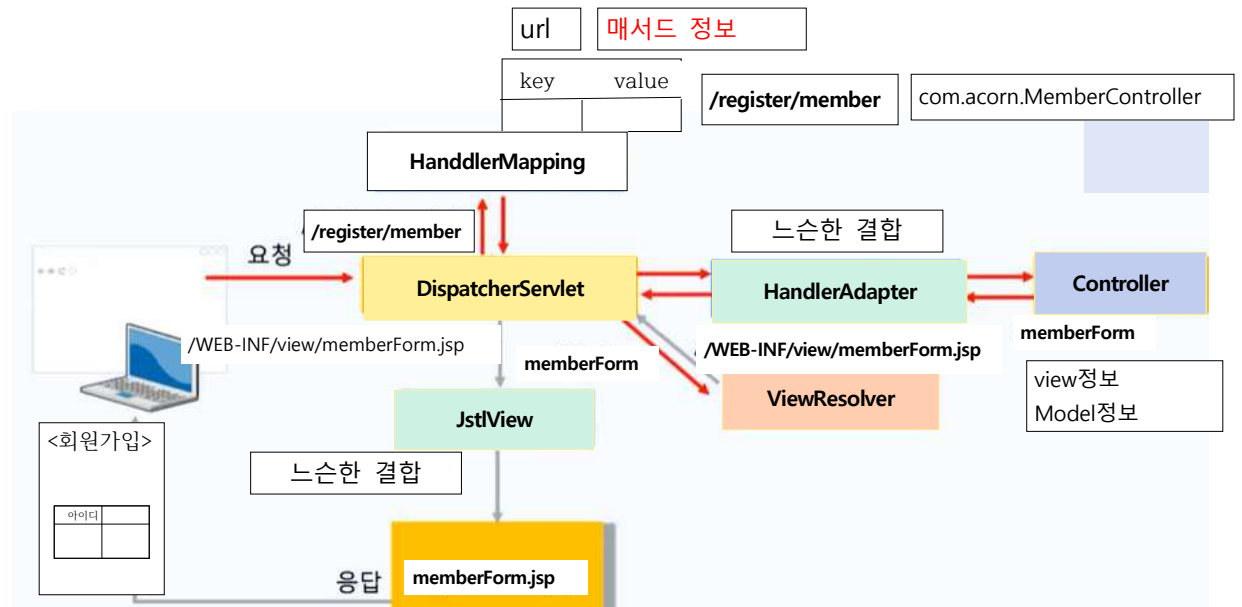 url
매서드 정보
key value
/register/member
com.acorn.MemberController
HanddlerMapping
/register/member
느슨한 결합
요청
DispatcherServlet
HandlerAdapter
Controller
/WEB-INF/view/memberForm.jsp
memberForm
/WEB-INF/view/memberForm.jsp
memberForm
view정보
Model정보
ViewResolver
JstlView
<회원가입>
느슨한 결합
아이디
응답
memberForm.jsp